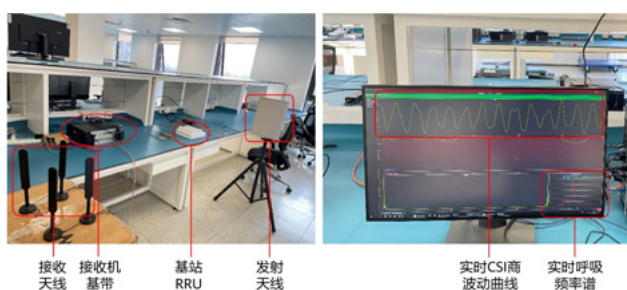 接收
天线
接收机
基带
基站
RRU
发射
天线
实时CSI商
波动曲线
实时呼吸
频率谱